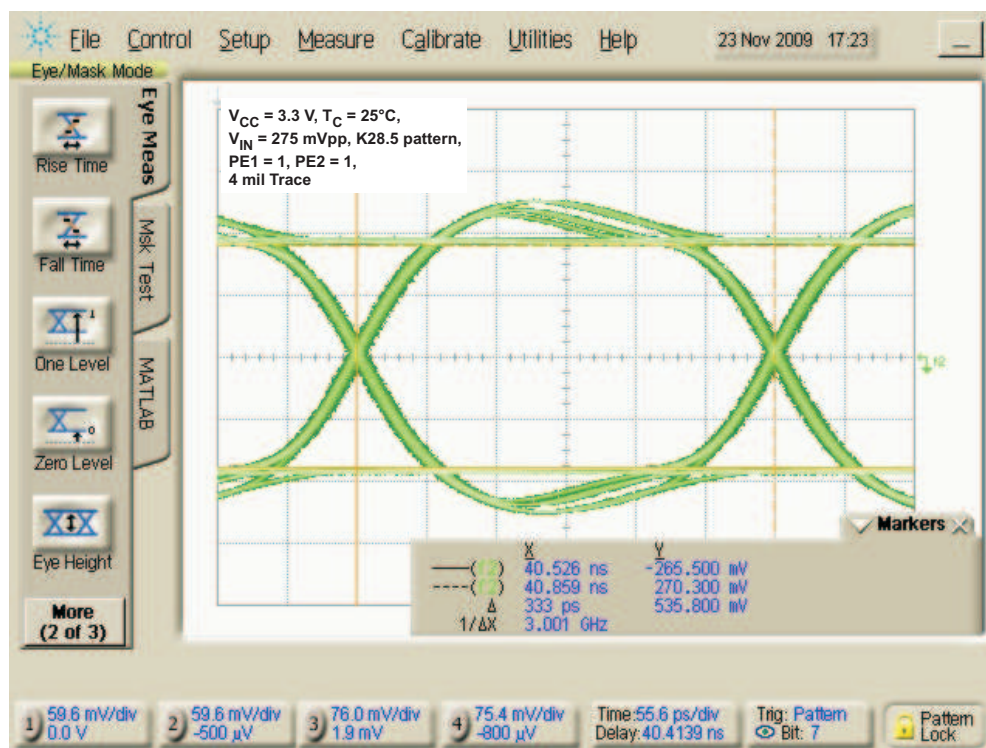 File Control Setup Measure Calibrate Utilities Help 23 Nov 2009 17:23
Eye/Mask Mode
Eye Meas
Msk Test
MATLAB
Rise Time
Fall Time
One Level
Zero Level
Eye Height
More
(2 of 3)
VCC = 3.3 V, TC = 25°C,
VIN = 275 mVpp, K28.5 pattern,
PE1 = 1, PE2 = 1,
4 mil Trace
f2
Markers
X Y
——(f2) 40.526 ns -265.500 mV
----(f2) 40.859 ns 270.300 mV
Δ 333 ps 535.800 mV
1/ΔX 3.001 GHz
1) 59.6 mV/div
0.0 V
2) 59.6 mV/div
-500 μV
3) 76.0 mV/div
1.9 mV
4) 75.4 mV/div
-800 μV
Time:55.6 ps/div
Delay:40.4139 ns
Trig: Pattern
Bit: 7
Pattern
Lock